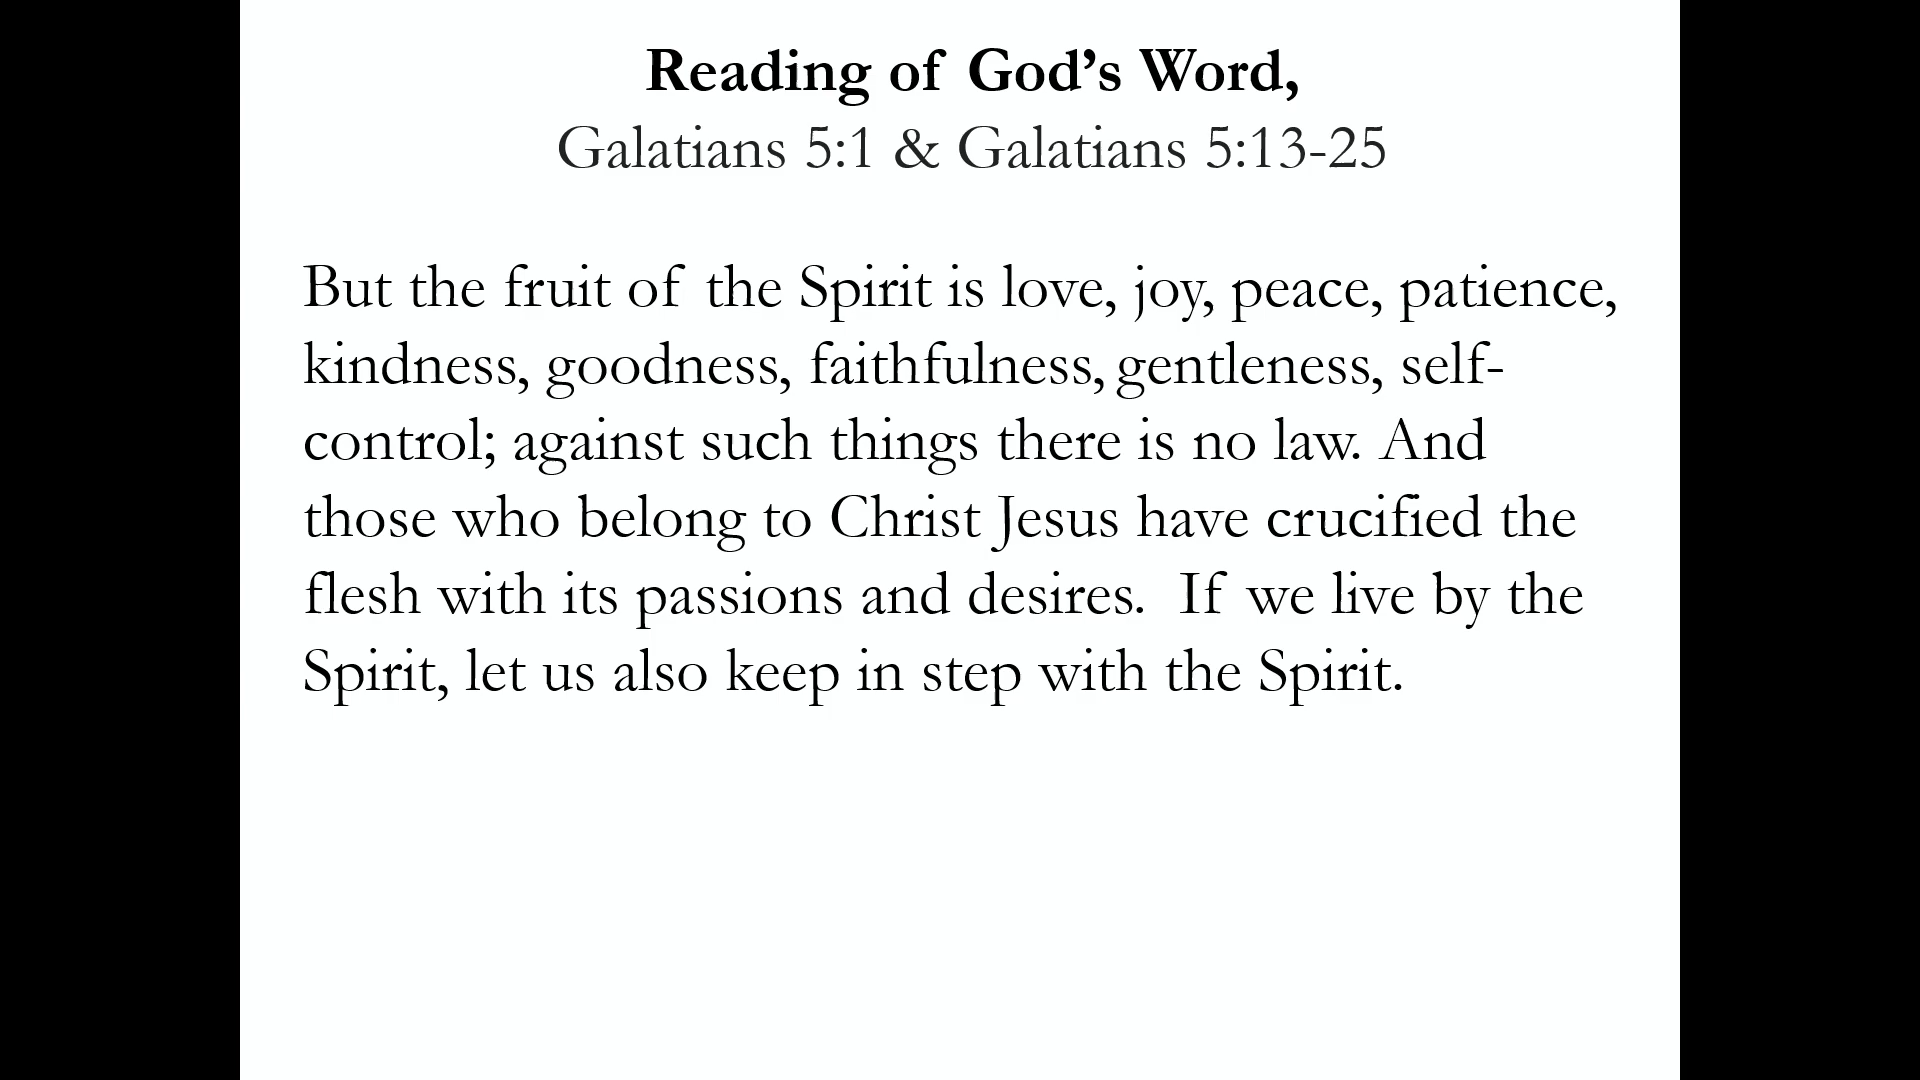 Reading of God’s Word,
Galatians 5:1 & Galatians 5:13-25
But the fruit of the Spirit is love, joy, peace, patience,
kindness, goodness, faithfulness, gentleness, self-
control; against such things there is no law. And
those who belong to Christ Jesus have crucified the
flesh with its passions and desires.  If we live by the
Spirit, let us also keep in step with the Spirit.